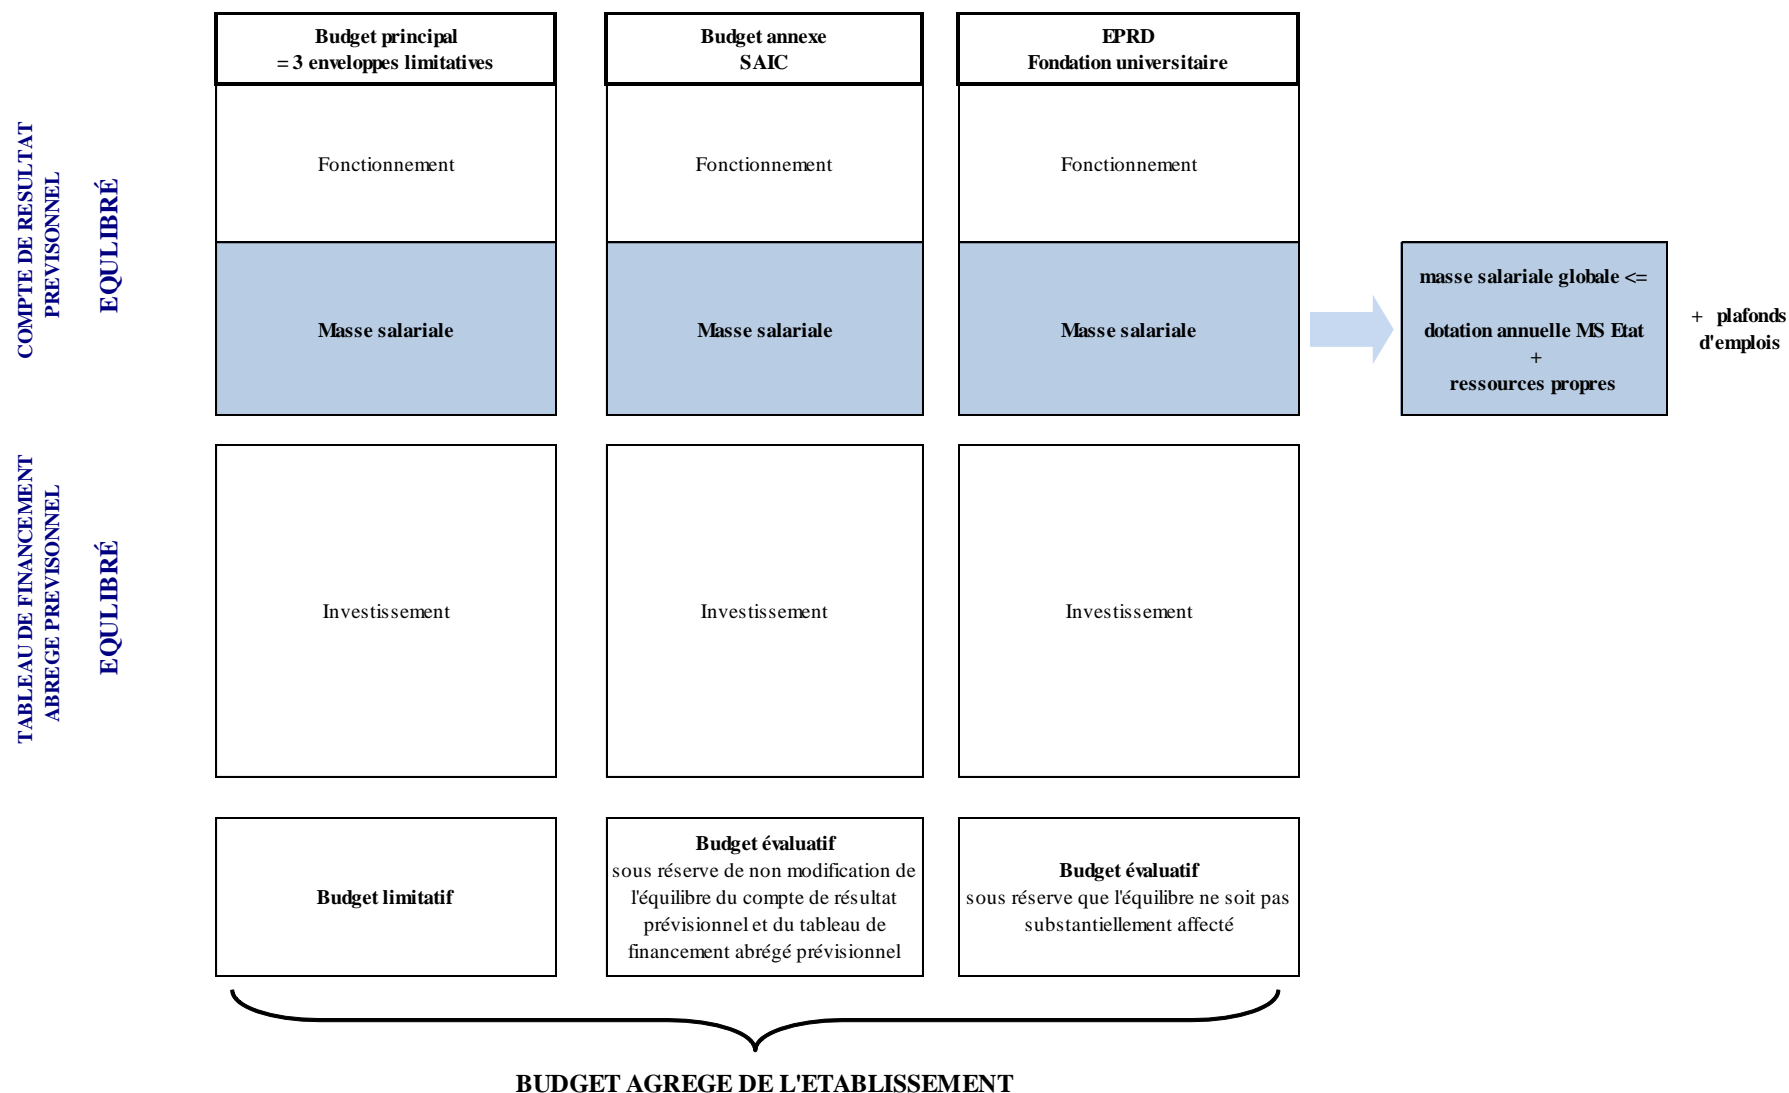 Budget principal
= 3 enveloppes limitatives
Budget annexe
SAIC
EPRD
Fondation universitaire
COMPTE DE RESULTAT
PREVISONNEL
EQULIBRÉ
Fonctionnement
Fonctionnement
Fonctionnement
Masse salariale
Masse salariale
Masse salariale
masse salariale globale <=
dotation annuelle MS Etat
+
ressources propres
+ plafonds
d'emplois
TABLEAU DE FINANCEMENT
ABREGE PREVISONNEL
EQULIBRÉ
Investissement
Investissement
Investissement
Budget limitatif
Budget évaluatif
sous réserve de non modification de
l'équilibre du compte de résultat
prévisionnel et du tableau de
financement abrégé prévisionnel
Budget évaluatif
sous réserve que l'équilibre ne soit pas
substantiellement affecté
BUDGET AGREGE DE L'ETABLISSEMENT